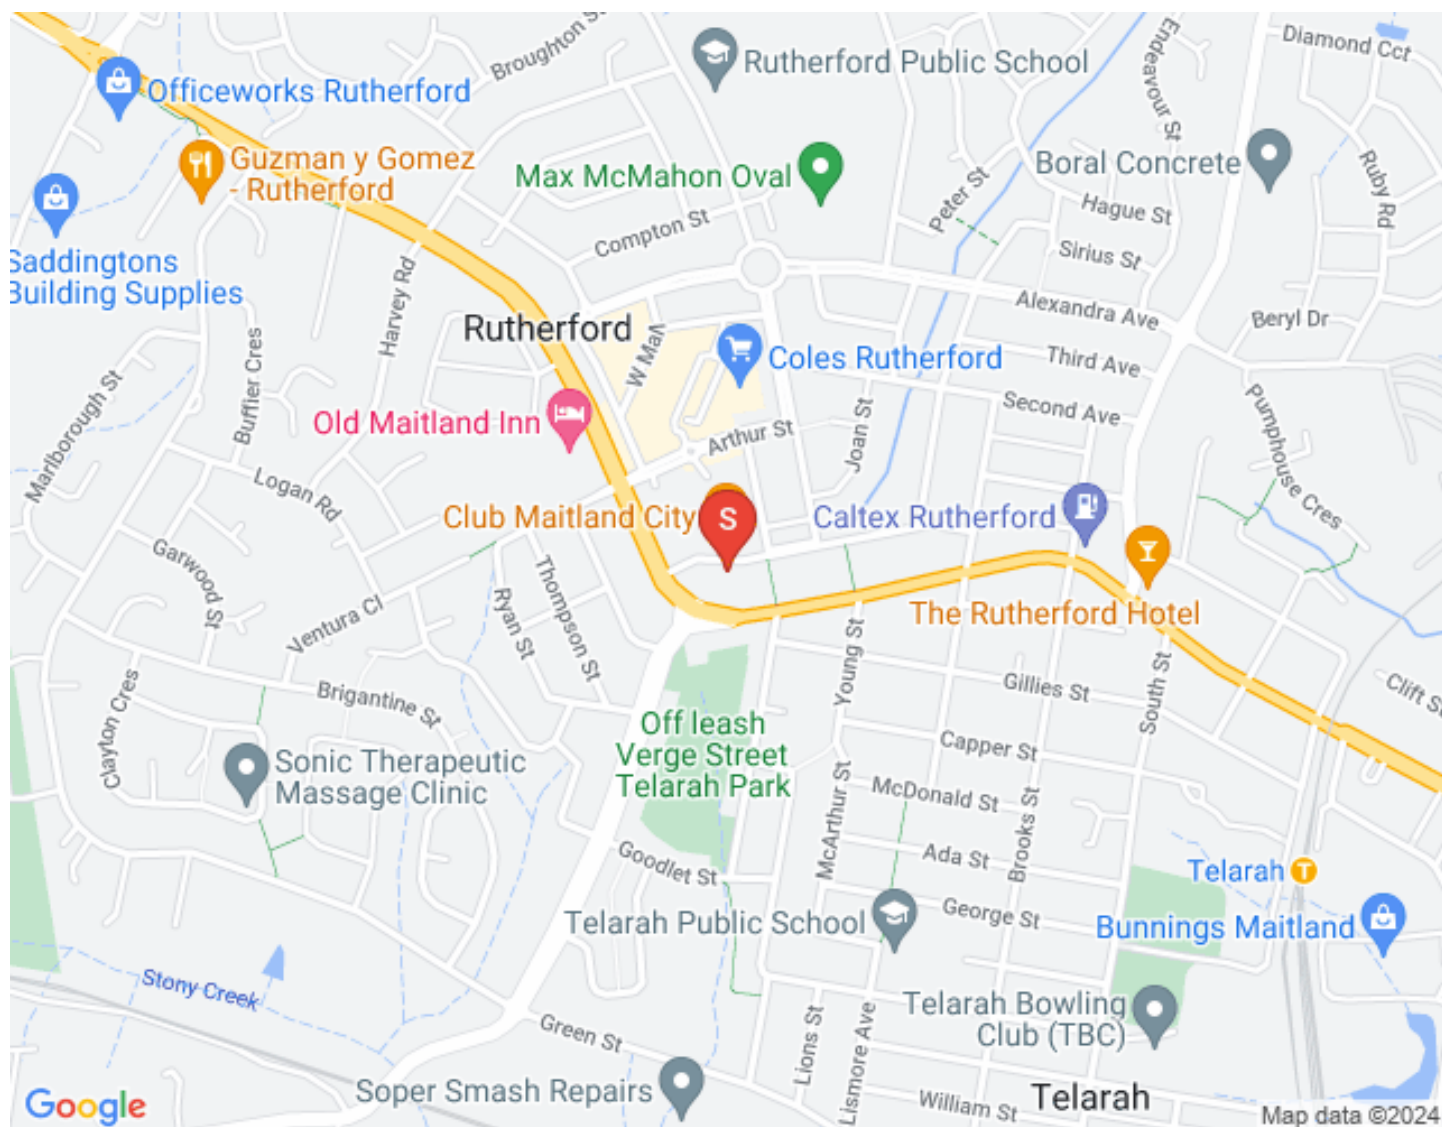 Broughton St
Rutherford Public School
Endeavour St
Diamond Cct
Officeworks Rutherford
Guzman y Gomez
- Rutherford
Max McMahon Oval
Boral Concrete
Ruby Rd
Peter St
Hague St
Compton St
Sirius St
Saddingtons
Building Supplies
Harvey Rd
Alexandra Ave
Beryl Dr
Rutherford
W Mall
Coles Rutherford
Third Ave
Buffier Cres
Marlborough St
Old Maitland Inn
Arthur St
Joan St
Second Ave
Pumphouse Cres
Logan Rd
Club Maitland City
S
Caltex Rutherford
Garwood St
Thompson St
Ryan St
Ventura Cl
The Rutherford Hotel
Young St
South St
Gillies St
Clift St
Brigantine St
Clayton Cres
Off leash
Verge Street
Telarah Park
Capper St
Sonic Therapeutic
Massage Clinic
McArthur St
McDonald St
Brooks St
Goodlet St
Ada St
Telarah
T
Telarah Public School
George St
Bunnings Maitland
Stony Creek
Telarah Bowling
Club (TBC)
Green St
Lions St
Lismore Ave
Soper Smash Repairs
William St
Telarah
Google
Map data ©2024